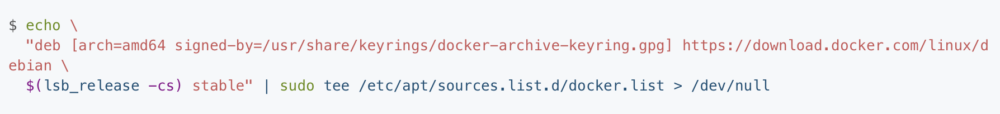 $ echo \
  "deb [arch=amd64 signed-by=/usr/share/keyrings/docker-archive-keyring.gpg] https://download.docker.com/linux/d
ebian \
  $(lsb_release -cs) stable" | sudo tee /etc/apt/sources.list.d/docker.list > /dev/null